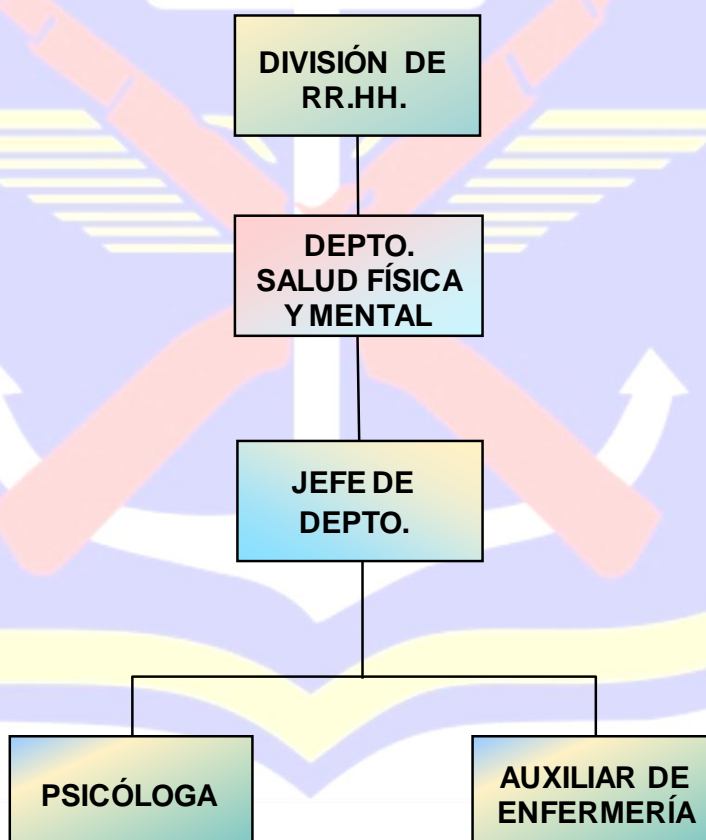 DIVISIÓN DE
RR.HH.
DEPTO.
SALUD FÍSICA
Y MENTAL
JEFE DE
DEPTO.
PSICÓLOGA
AUXILIAR DE
ENFERMERÍA